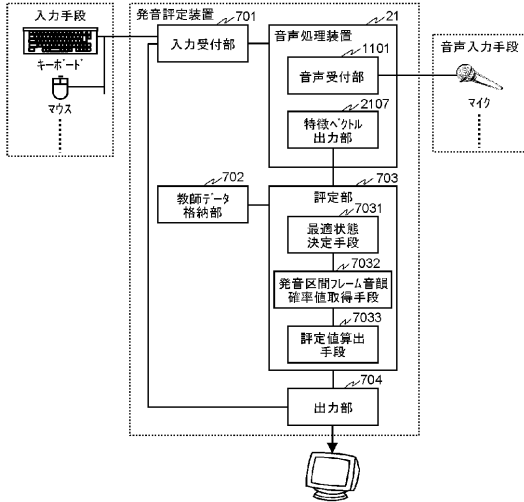 入力手段
キーボード
マウス
発音評定装置
701
入力受付部
21
音声処理装置
1101
音声受付部
2107
特徴ベクトル
出力部
音声入力手段
マイク
702
教師データ
格納部
703
評定部
7031
最適状態
決定手段
7032
発音区間フレーム音韻
確率値取得手段
7033
評定値算出
手段
704
出力部